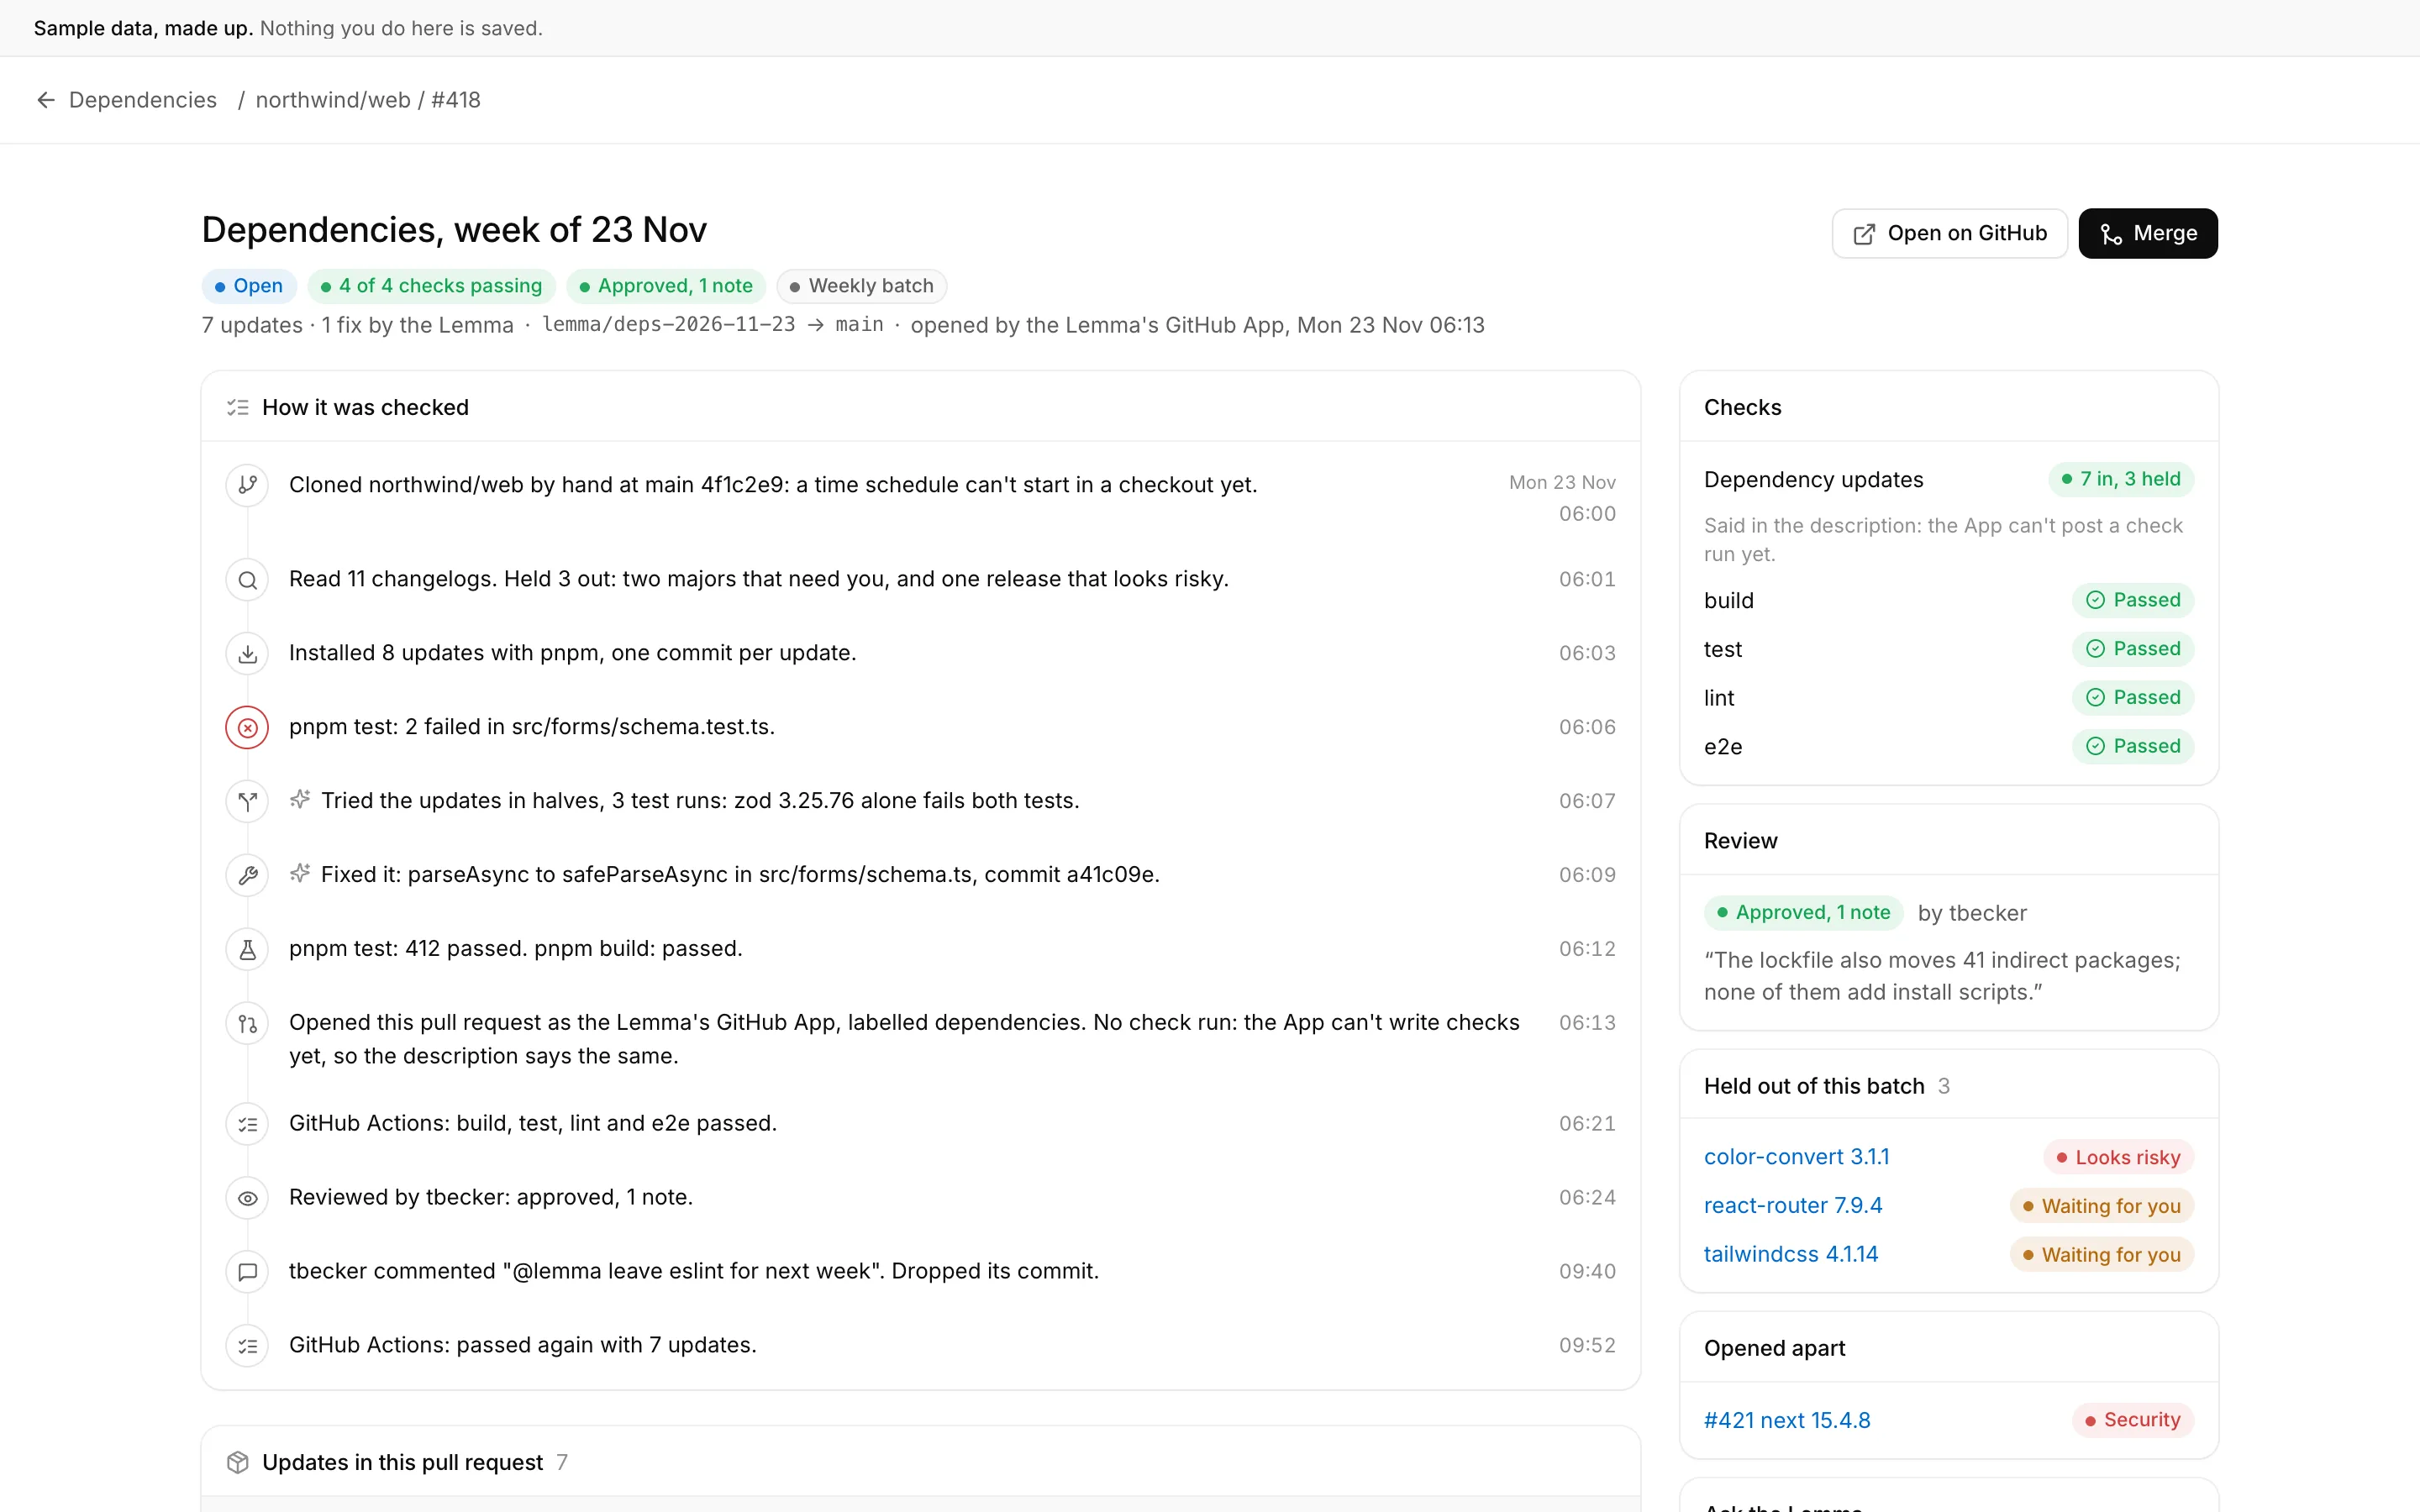 Sample data, made up. Nothing you do here is saved.
Dependencies / northwind/web / #418
Dependencies, week of 23 Nov
Open on GitHub
Merge
Open
4 of 4 checks passing
Approved, 1 note
Weekly batch
7 updates · 1 fix by the Lemma · lemma/deps-2026-11-23 → main · opened by the Lemma's GitHub App, Mon 23 Nov 06:13
How it was checked
Cloned northwind/web by hand at main 4f1c2e9: a time schedule can't start in a checkout yet.
Mon 23 Nov
06:00
Read 11 changelogs. Held 3 out: two majors that need you, and one release that looks risky.
06:01
Installed 8 updates with pnpm, one commit per update.
06:03
pnpm test: 2 failed in src/forms/schema.test.ts.
06:06
Tried the updates in halves, 3 test runs: zod 3.25.76 alone fails both tests.
06:07
Fixed it: parseAsync to safeParseAsync in src/forms/schema.ts, commit a41c09e.
06:09
pnpm test: 412 passed. pnpm build: passed.
06:12
Opened this pull request as the Lemma's GitHub App, labelled dependencies. No check run: the App can't write checks
yet, so the description says the same.
06:13
GitHub Actions: build, test, lint and e2e passed.
06:21
Reviewed by tbecker: approved, 1 note.
06:24
tbecker commented "@lemma leave eslint for next week". Dropped its commit.
09:40
GitHub Actions: passed again with 7 updates.
09:52
Updates in this pull request 7
Checks
Dependency updates
7 in, 3 held
Said in the description: the App can't post a check
run yet.
build
Passed
test
Passed
lint
Passed
e2e
Passed
Review
Approved, 1 note by tbecker
“The lockfile also moves 41 indirect packages;
none of them add install scripts.”
Held out of this batch 3
color-convert 3.1.1
Looks risky
react-router 7.9.4
Waiting for you
tailwindcss 4.1.14
Waiting for you
Opened apart
#421 next 15.4.8
Security
Ask the Lemma